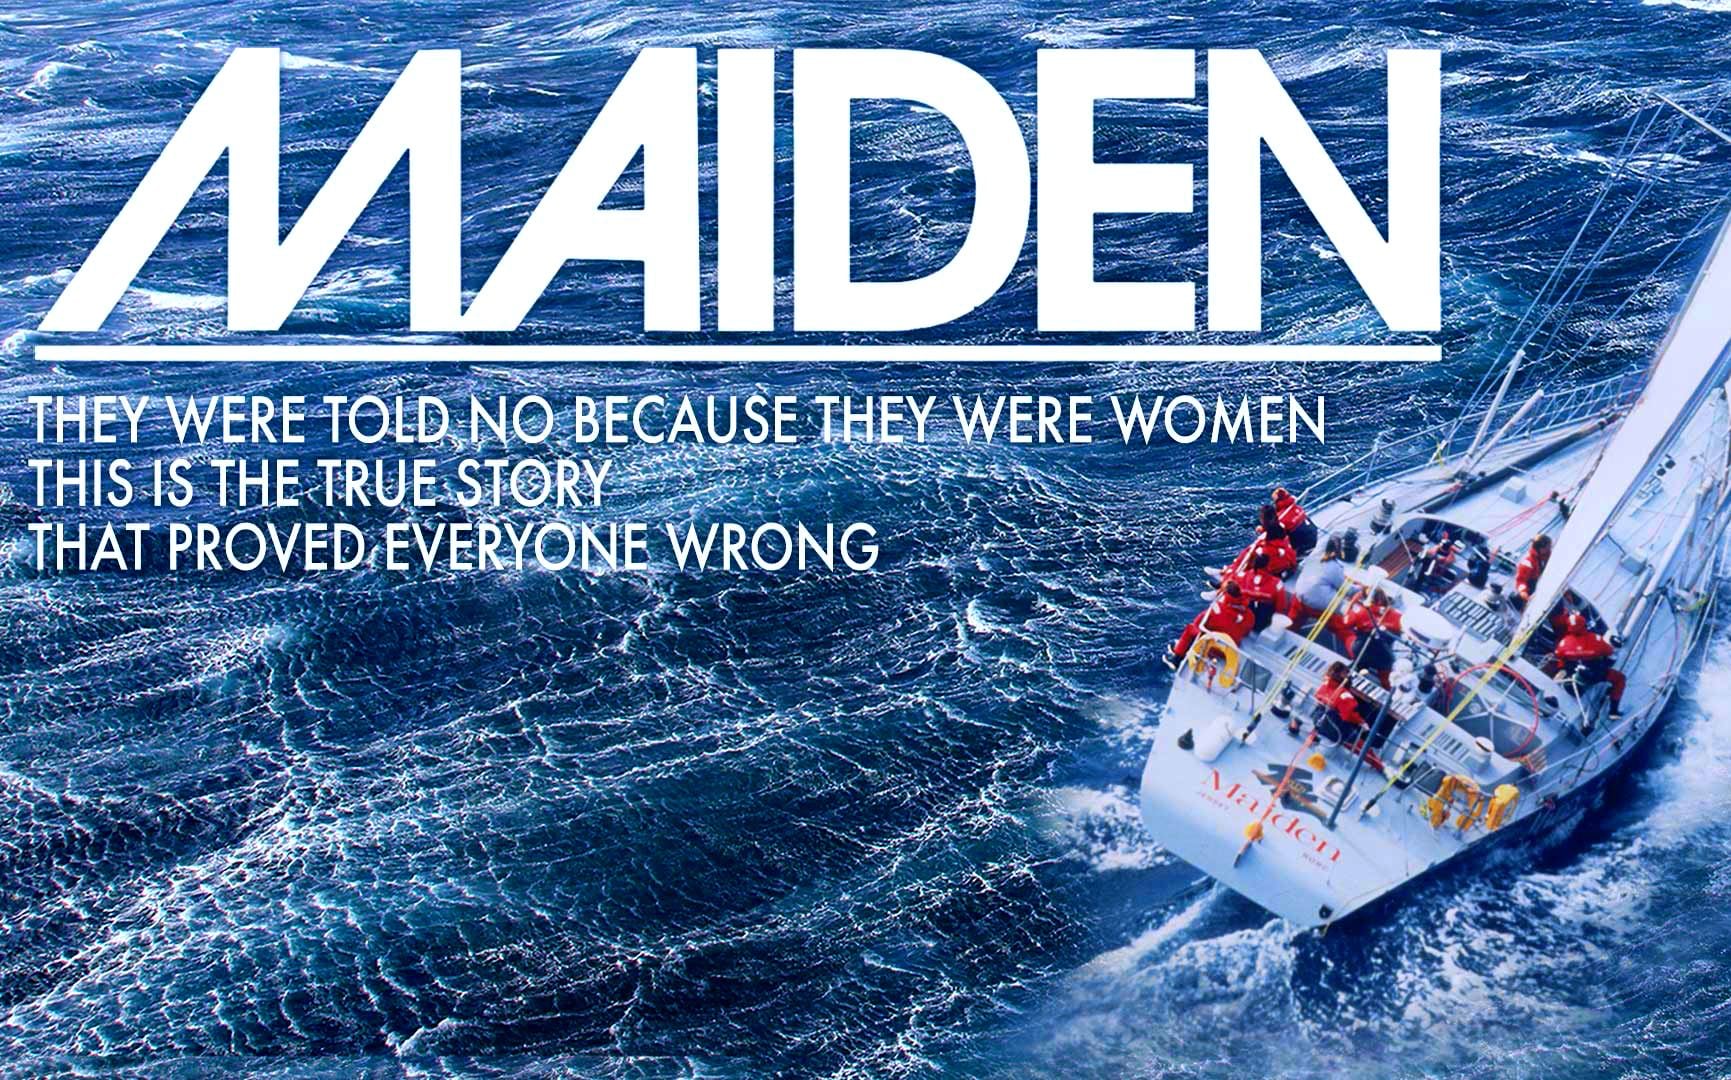 MAIDEN
THEY WERE TOLD NO BECAUSE THEY WERE WOMEN
THIS IS THE TRUE STORY
THAT PROVED EVERYONE WRONG
Maiden